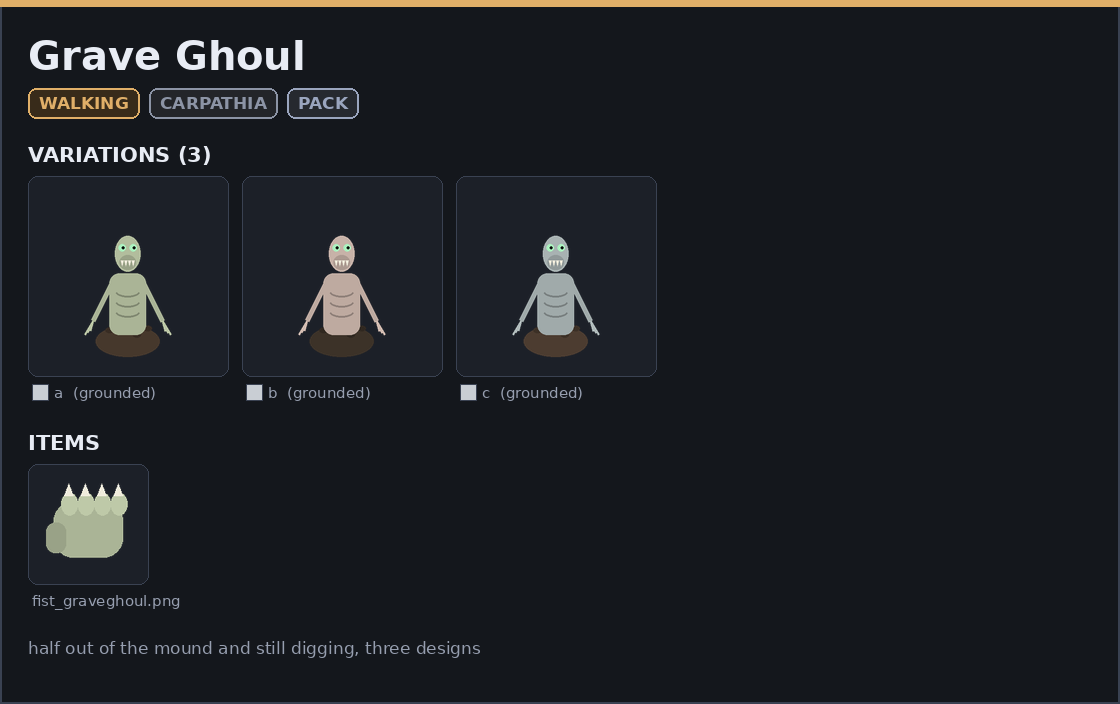 Grave Ghoul
WALKING CARPATHIA PACK
VARIATIONS (3)
a (grounded) b (grounded) c (grounded)
ITEMS
fist_graveghoul.png
half out of the mound and still digging, three designs